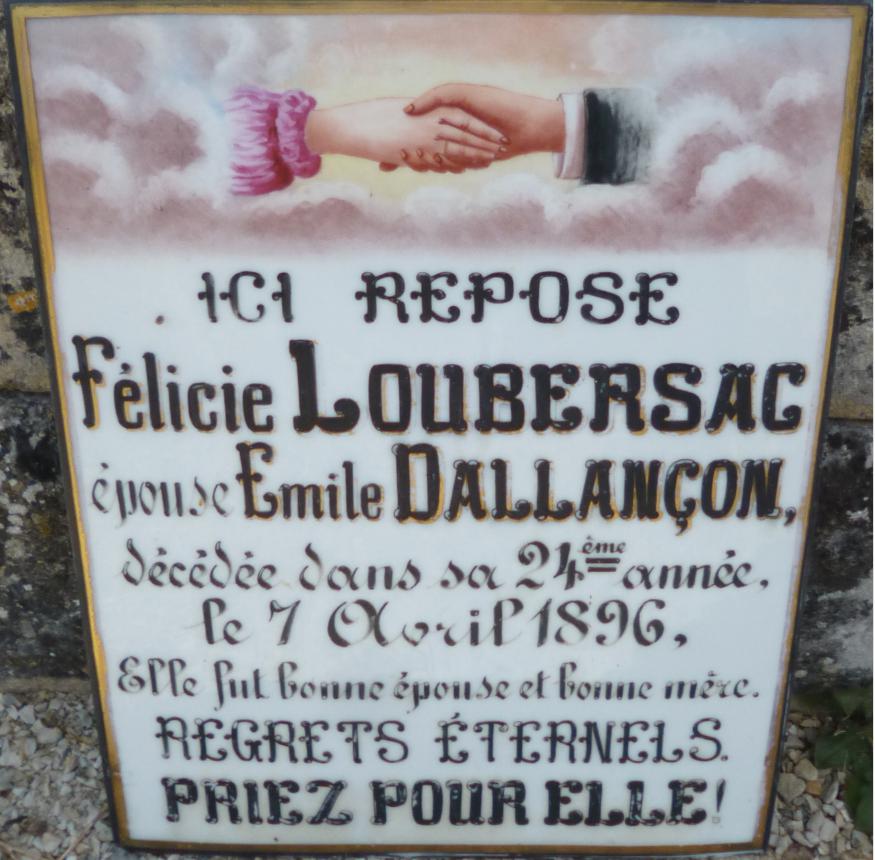 ICI REPOSE
Félicie LOUBERSAC
épouse Emile DALLANÇON,
décédée dans sa 24ème année,
le 7 Avril 1896,
Elle fut bonne épouse et bonne mère.
REGRETS ÉTERNELS.
PRIEZ POUR ELLE!